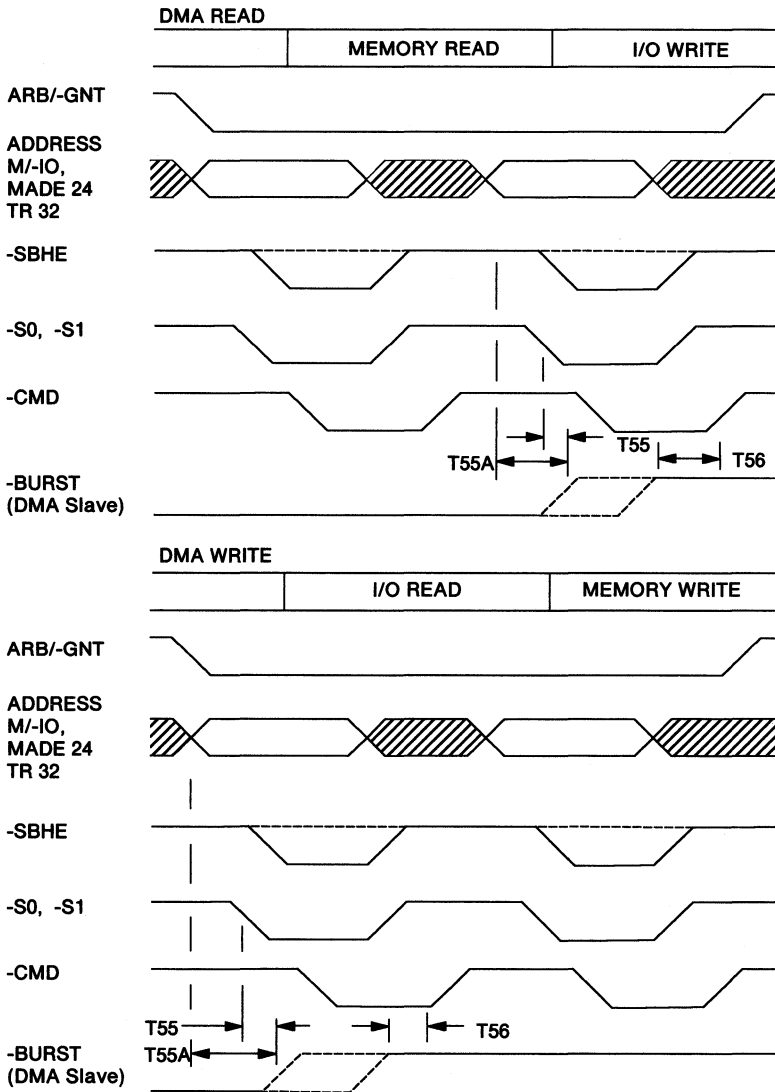 DMA READ
MEMORY READ I/O WRITE
ARB/-GNT
ADDRESS
M/-IO,
MADE 24
TR 32
-SBHE
-S0, -S1
-CMD
T55
T55A
T56
-BURST
(DMA Slave)
DMA WRITE
I/O READ MEMORY WRITE
ARB/-GNT
ADDRESS
M/-IO,
MADE 24
TR 32
-SBHE
-S0, -S1
-CMD
T55 T56
T55A
-BURST
(DMA Slave)